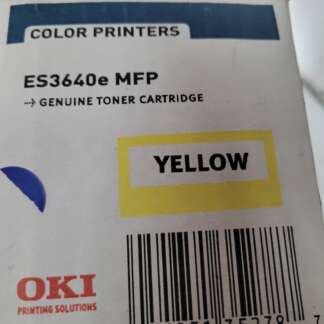 COLOR PRINTERS
ES3640e MFP
→ GENUINE TONER CARTRIDGE
YELLOW
OKI
PRINTING SOLUTIONS